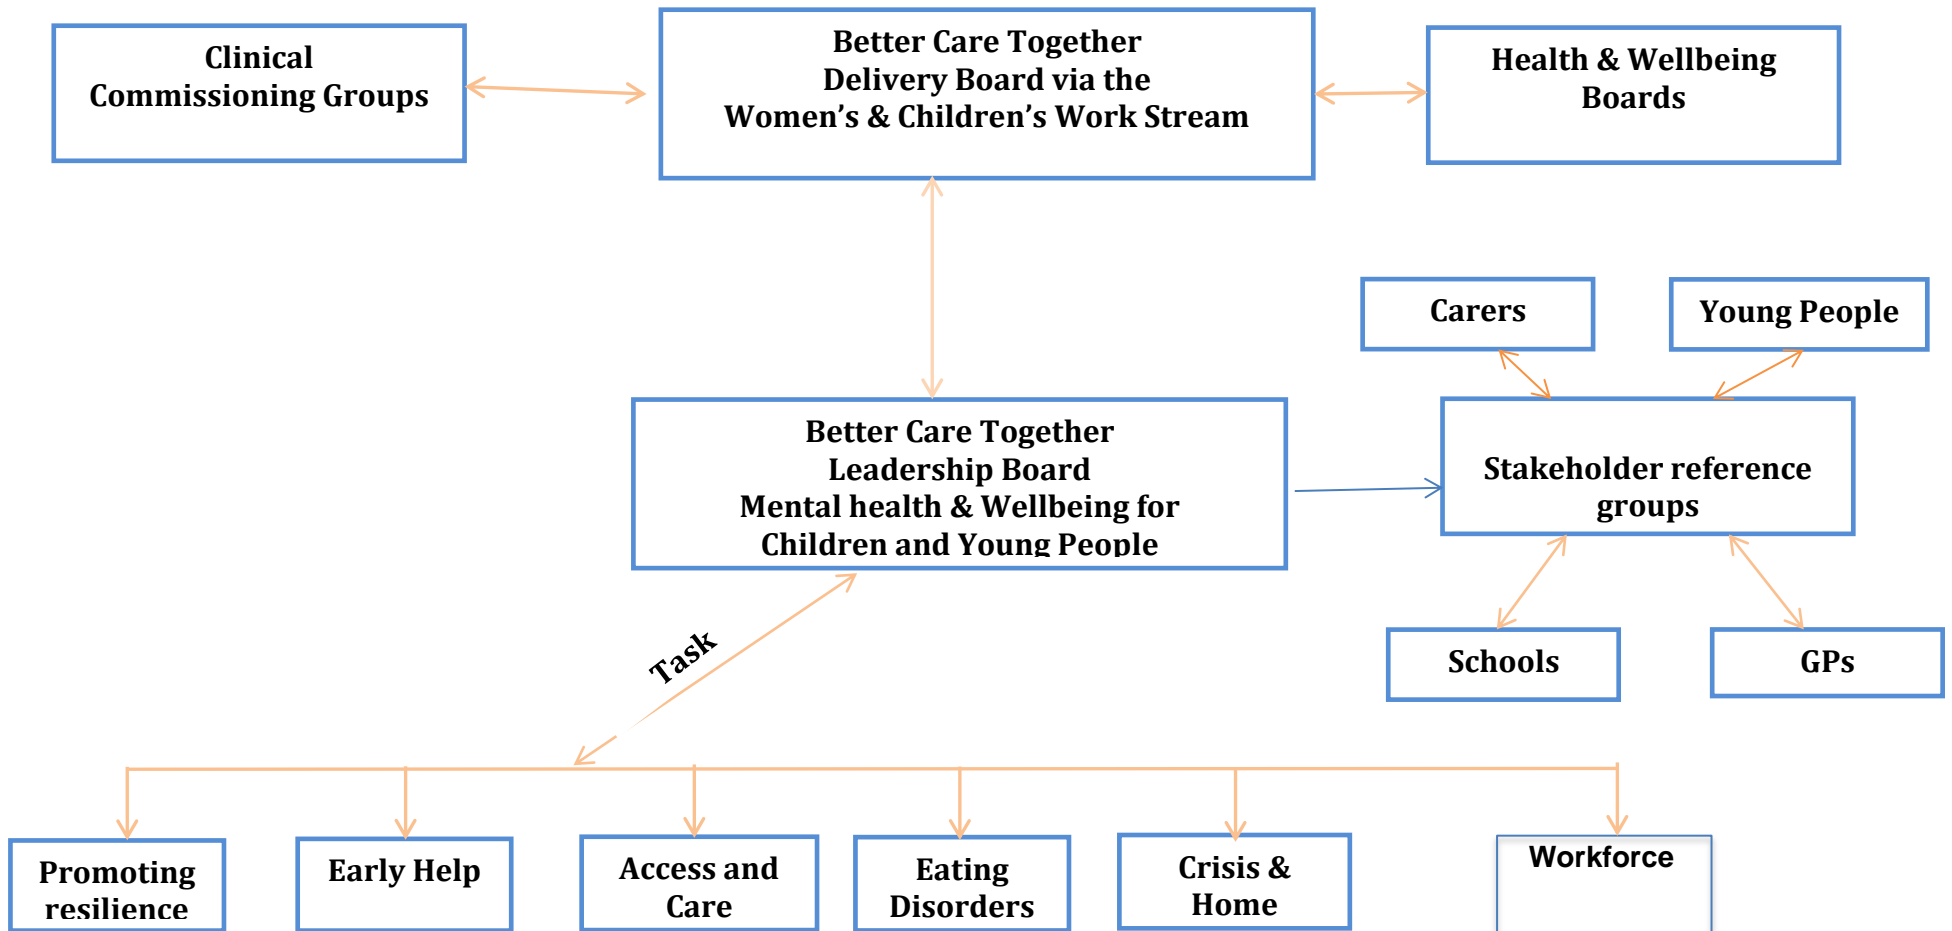 Clinical
Commissioning Groups
Better Care Together
Delivery Board via the
Women’s & Children’s Work Stream
Health & Wellbeing
Boards
Carers
Young People
Better Care Together
Leadership Board
Mental health & Wellbeing for
Children and Young People
Stakeholder reference
groups
Schools
GPs
Task
Promoting
resilience
Early Help
Access and
Care
Eating
Disorders
Crisis &
Home
Workforce